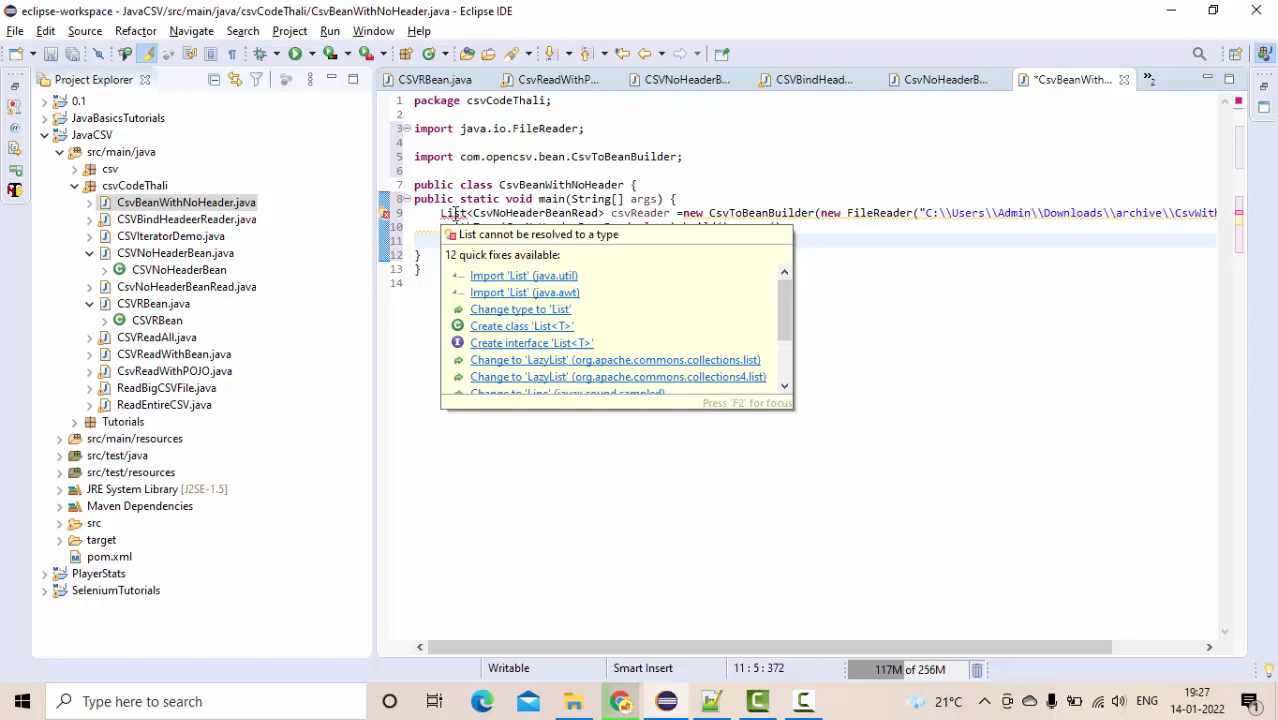 eclipse-workspace - JavaCSV/src/main/java/csvCodeThali/CsvBeanWithNoHeader.java - Eclipse IDE
File Edit Source Refactor Navigate Search Project Run Window Help
Project Explorer
CSVRBean.java CsvReadWithP... CSVNoHeaderB... CSVBindHead... CsvNoHeaderB... *CsvBeanWith...
0.1
JavaBasicsTutorials
JavaCSV
src/main/java
csv
csvCodeThali
CsvBeanWithNoHeader.java
CSVBindHeadeerReader.java
CSVIteratorDemo.java
CSVNoHeaderBean.java
CSVNoHeaderBean
CsvNoHeaderBeanRead.java
CSVRBean.java
CSVRBean
CSVReadAll.java
CSVReadWithBean.java
CsvReadWithPOJO.java
ReadBigCSVFile.java
ReadEntireCSV.java
Tutorials
src/main/resources
src/test/java
src/test/resources
JRE System Library [J2SE-1.5]
Maven Dependencies
src
target
pom.xml
PlayerStats
SeleniumTutorials
1 package csvCodeThali;
2
3 import java.io.FileReader;
4
5 import com.opencsv.bean.CsvToBeanBuilder;
6
7 public class CsvBeanWithNoHeader {
8 public static void main(String[] args) {
9 List<CsvNoHeaderBeanRead> csvReader =new CsvToBeanBuilder(new FileReader("C:\\Users\\Admin\\Downloads\\archive\\CsvWith
10
11
12 }
13 }
14
List cannot be resolved to a type
12 quick fixes available:
Import 'List' (java.util)
Import 'List' (java.awt)
Change type to 'List'
Create class 'List<T>'
Create interface 'List<T>'
Change to 'LazyList' (org.apache.commons.collections.list)
Change to 'LazyList' (org.apache.commons.collections4.list)
Change to 'Line' (javax.sound.sampled)
Press 'F2' for focus
Writable Smart Insert 11 : 5 : 372 117M of 256M
Type here to search
21°C ENG 19:27
14-01-2022